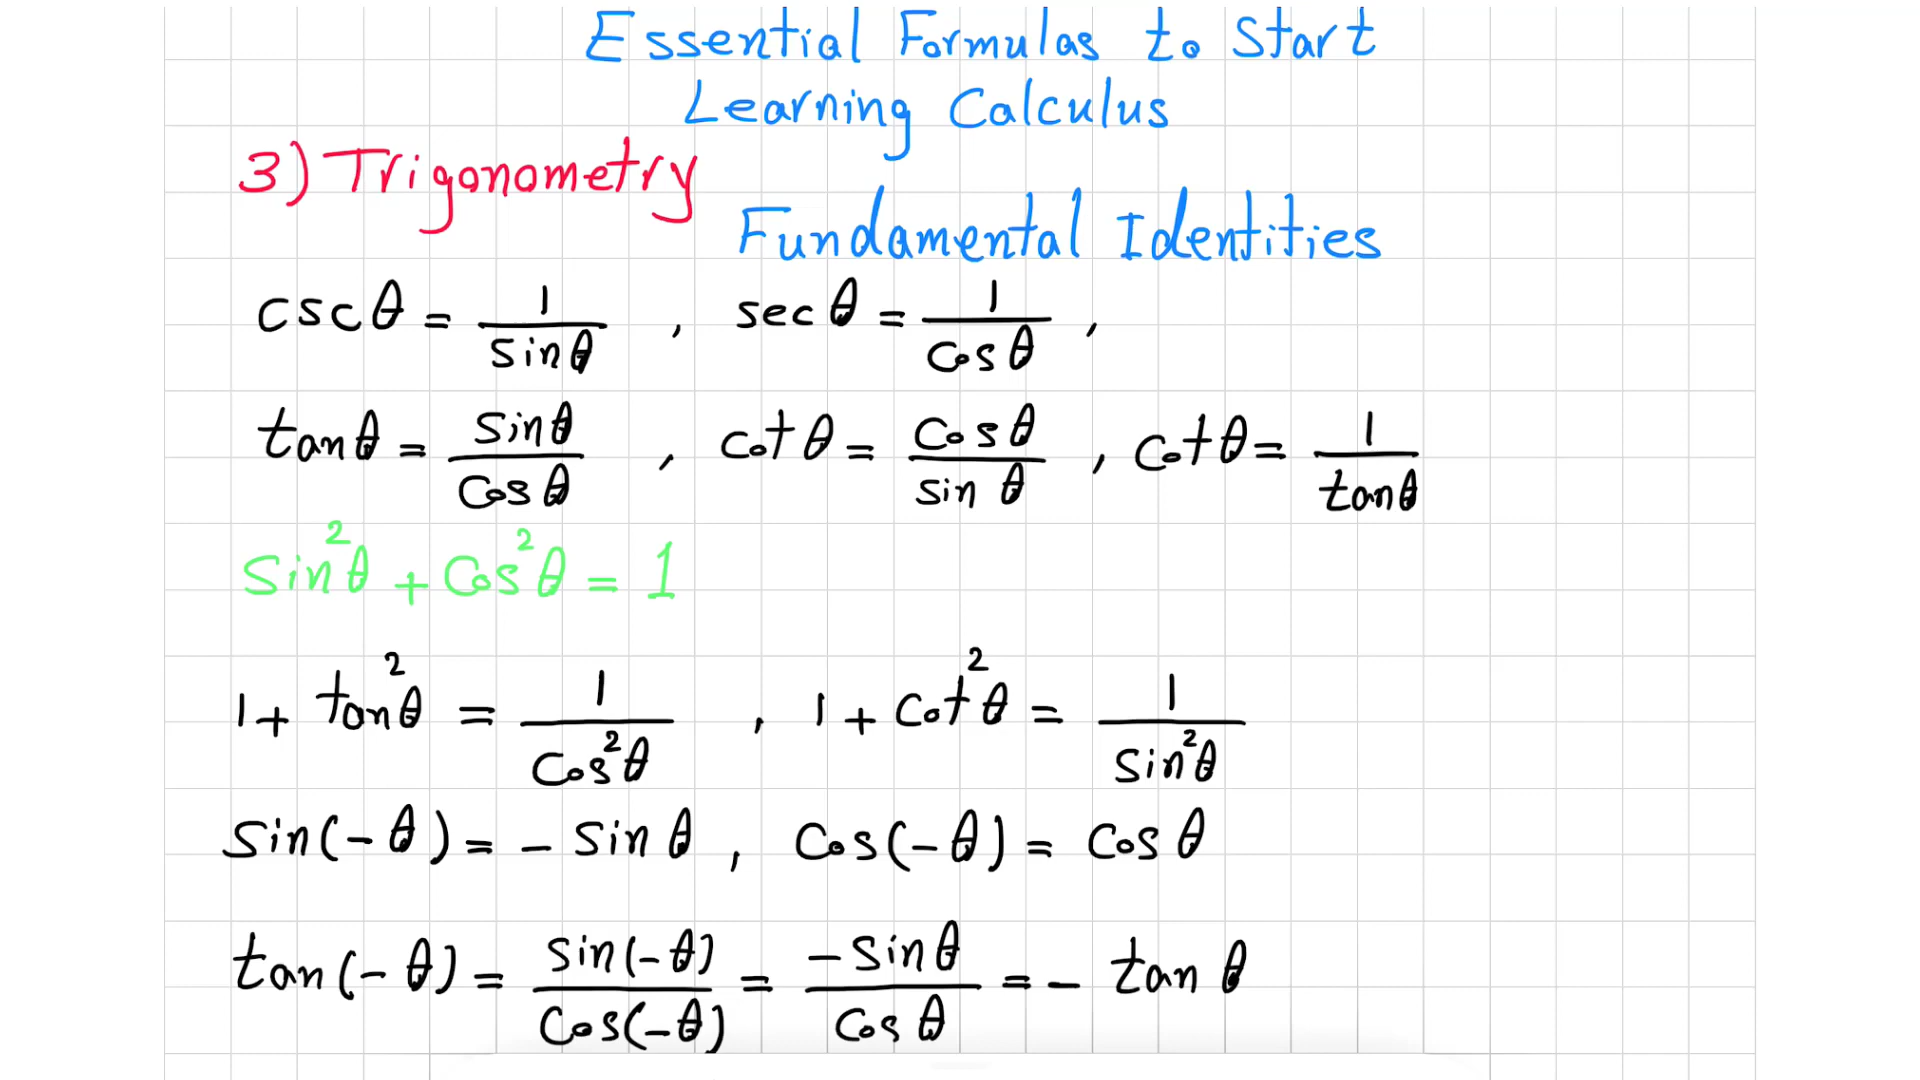 Essential Formulas to Start
Learning Calculus
3) Trigonometry
Fundamental Identities
cscθ = 1/sinθ , secθ = 1/cosθ ,
tanθ = sinθ/cosθ , cotθ = cosθ/sinθ , cotθ = 1/tanθ
sin²θ + cos²θ = 1
1 + tan²θ = 1/cos²θ , 1 + cot²θ = 1/sin²θ
sin(-θ) = - sinθ , cos(-θ) = cosθ
tan(-θ) = sin(-θ)/cos(-θ) = -sinθ/cosθ = - tanθ